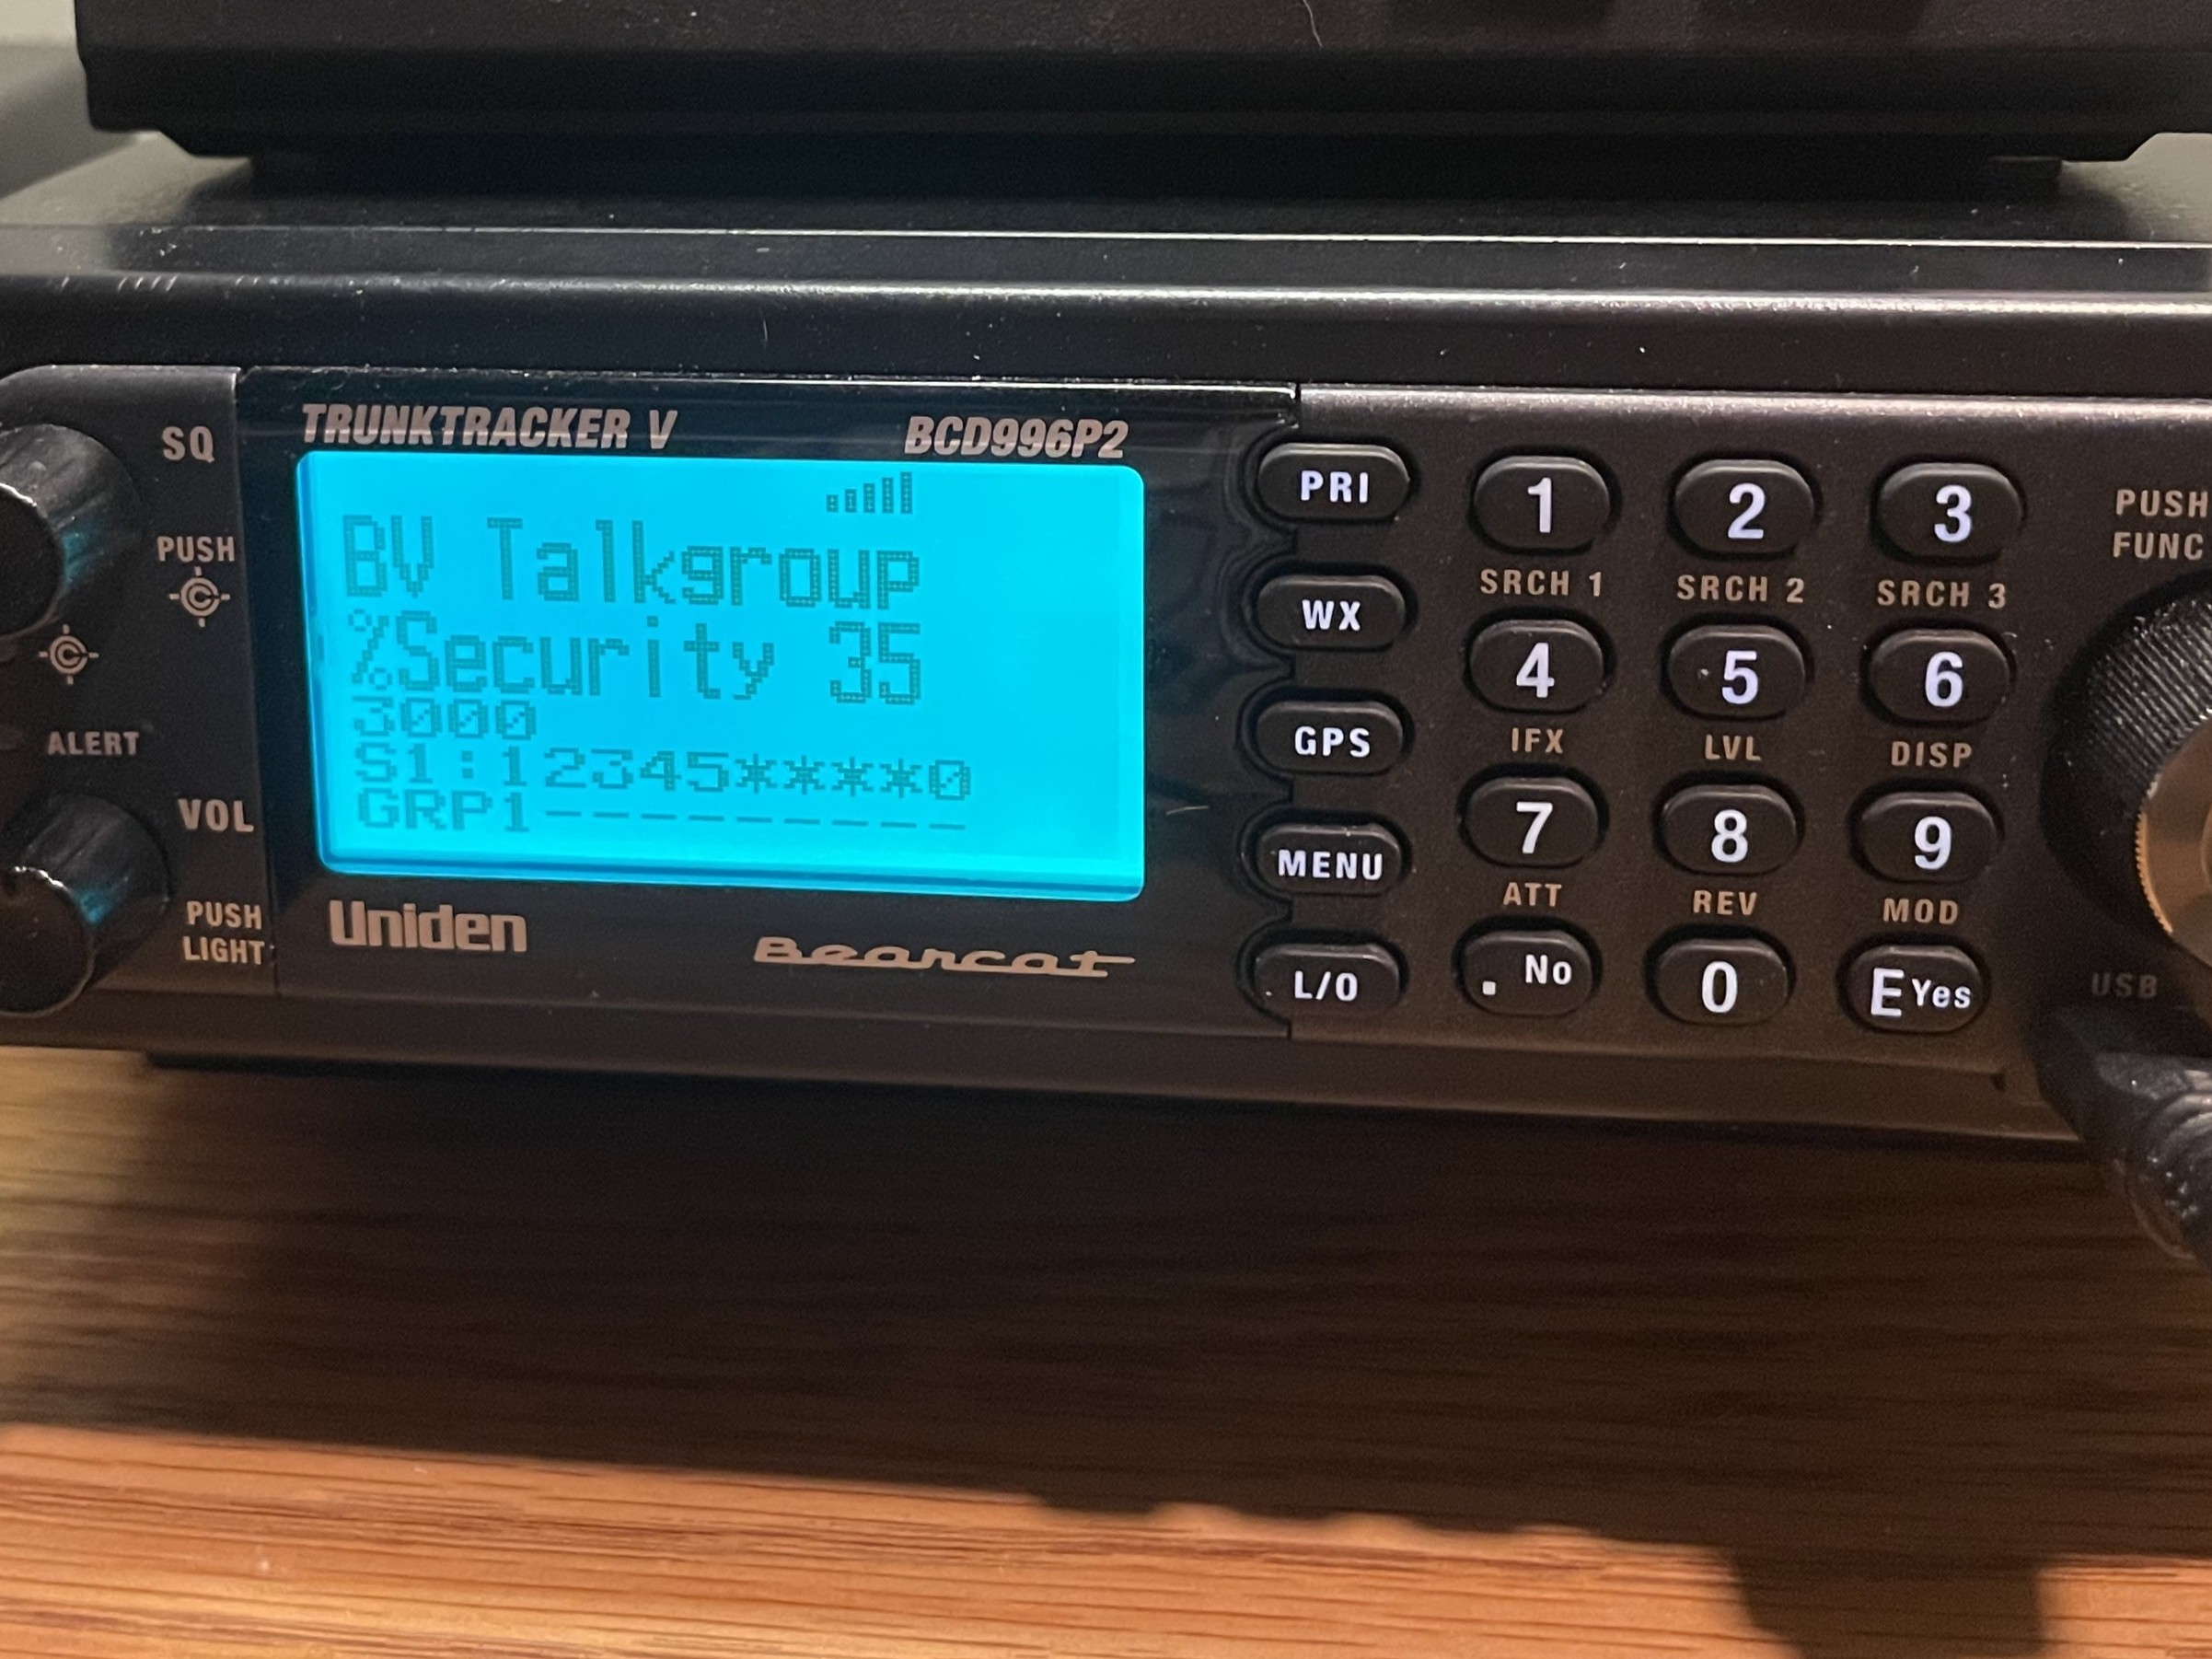 TRUNKTRACKER V
BCD996P2
SQ
PUSH
ALERT
VOL
PUSH
LIGHT
BV Talkgroup
%Security 35
3000
S1:12345****0
GRP1---------
Uniden
Bearcat
PRI
WX
GPS
MENU
L/O
1
2
3
SRCH 1
SRCH 2
SRCH 3
4
5
6
IFX
LVL
DISP
7
8
9
ATT
REV
MOD
. No
0
E Yes
PUSH
FUNC
USB